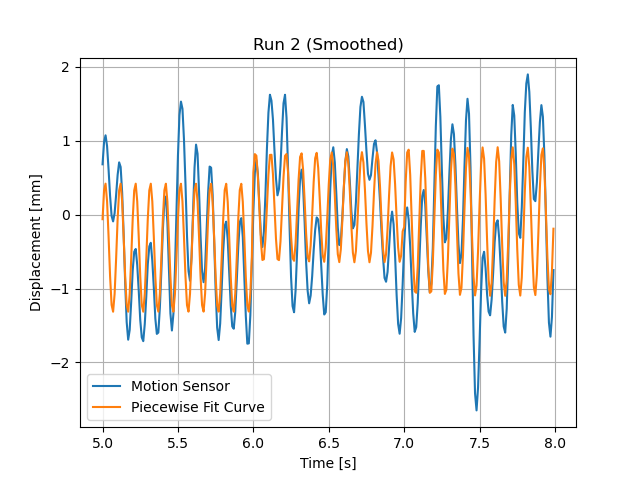 Run 2 (Smoothed)
2
1
0
−1
−2
Displacement [mm]
Motion Sensor
Piecewise Fit Curve
5.0 5.5 6.0 6.5 7.0 7.5 8.0
Time [s]